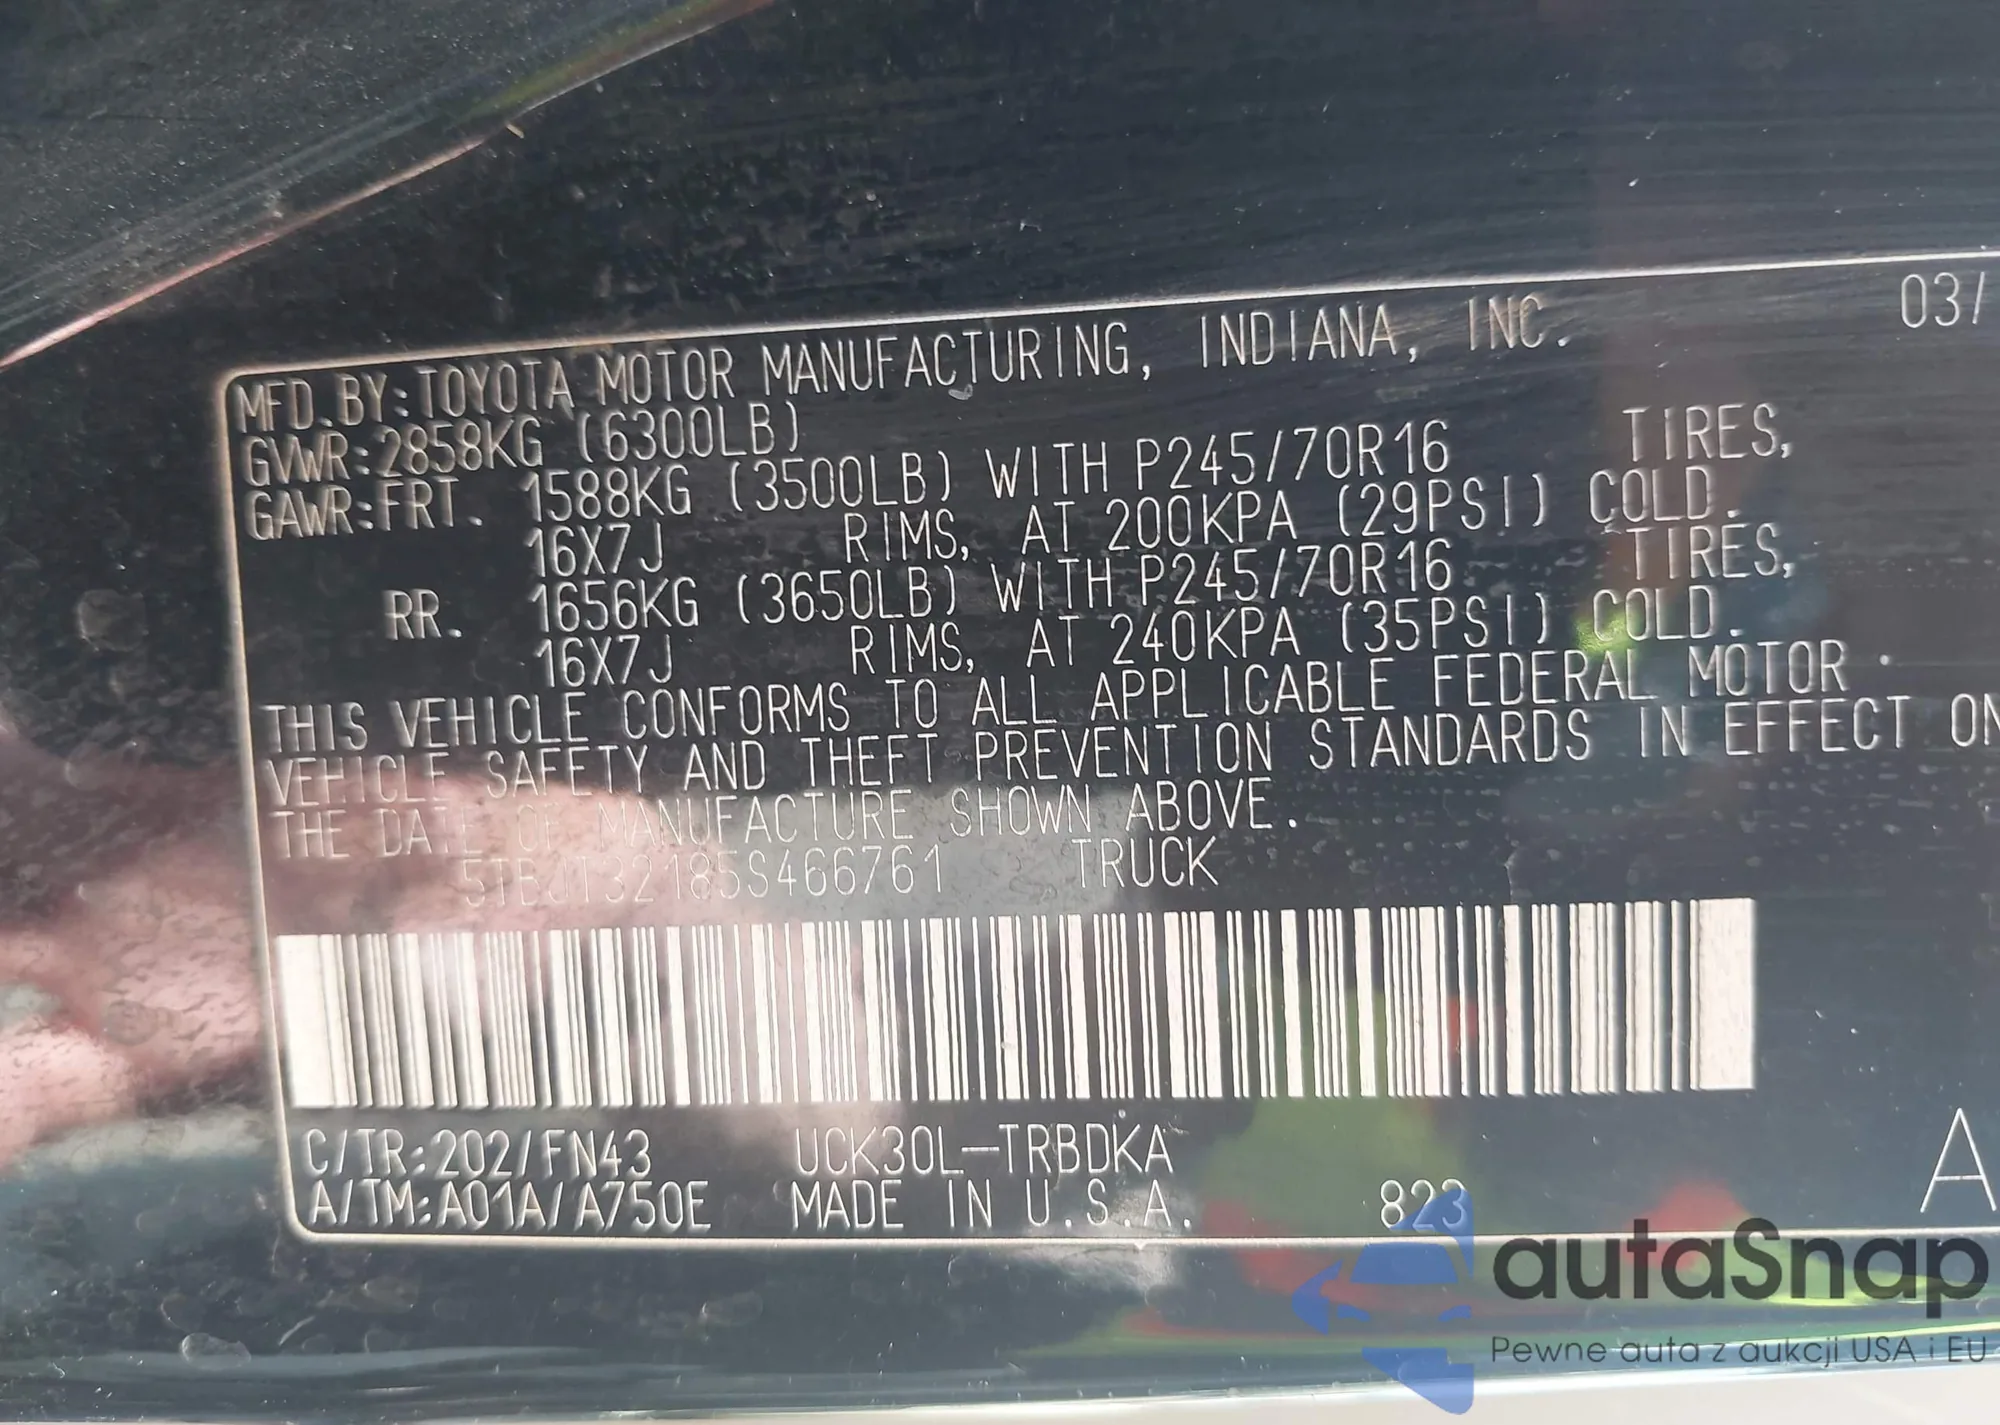 MFD.BY:TOYOTA MOTOR MANUFACTURING, INDIANA, INC. 03/
GVWR:2858KG (6300LB)
GAWR:FRT. 1588KG (3500LB) WITH P245/70R16 TIRES,
16X7J RIMS, AT 200KPA (29PSI) COLD.
RR. 1656KG (3650LB) WITH P245/70R16 TIRES,
16X7J RIMS, AT 240KPA (35PSI) COLD.
THIS VEHICLE CONFORMS TO ALL APPLICABLE FEDERAL MOTOR
VEHICLE SAFETY AND THEFT PREVENTION STANDARDS IN EFFECT ON
THE DATE OF MANUFACTURE SHOWN ABOVE.
5TBJT32185S466761 TRUCK
C/TR:202/FN43 UCK30L-TRBDKA A
A/TM:A01A/A750E MADE IN U.S.A. 823
autaSnap
Pewne auta z aukcji USA i EU